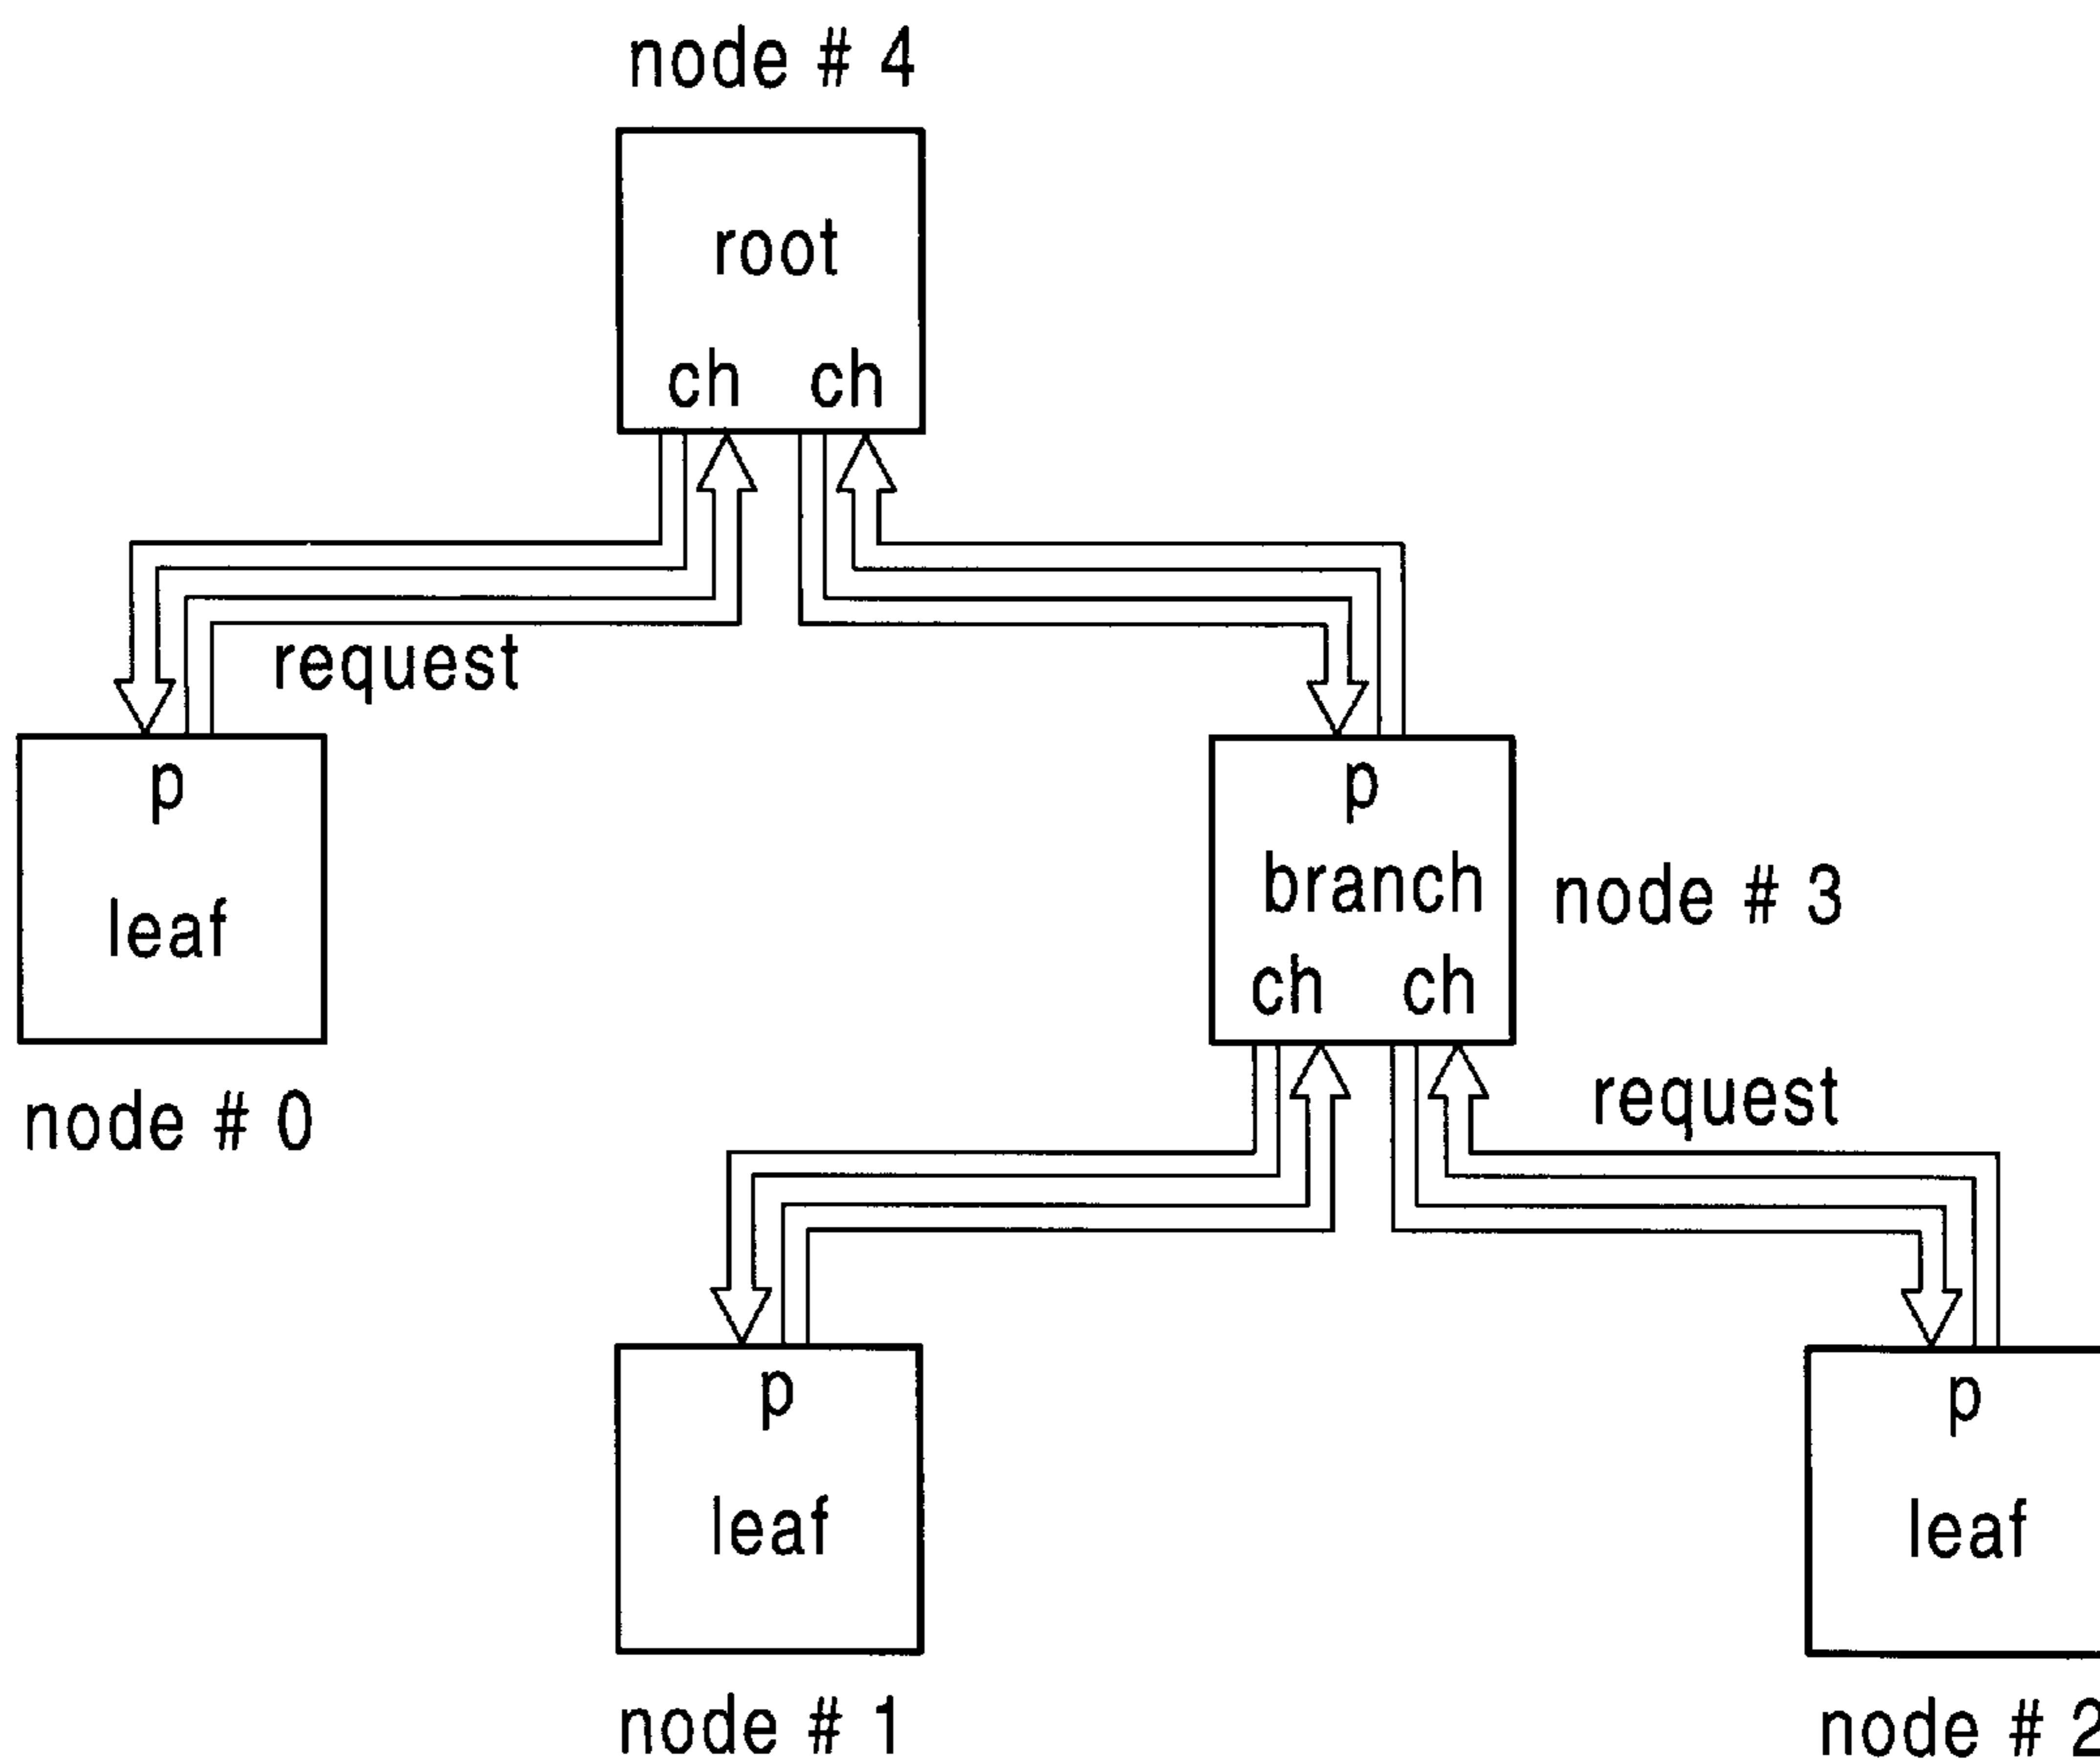 node # 4
root
ch ch
request
p
leaf
node # 0
p
branch
ch ch
node # 3
request
p
leaf
node # 1
p
leaf
node # 2